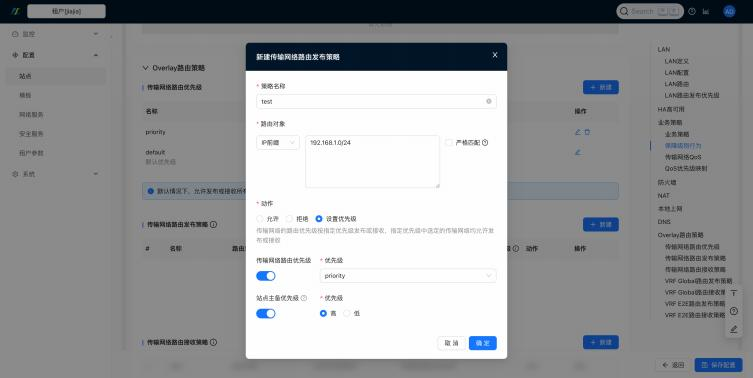 租户[jiajia]
Search
AD
监控
配置
站点
模板
网络服务
安全服务
租户参数
系统
Overlay路由策略
传输网络路由优先级
+ 新建
名称
操作
priority
default
默认优先级
默认情况下，允许发布或接收所有
传输网络路由发布策略
+ 新建
# 名称 动作 操作
传输网络路由接收策略
+ 新建
新建传输网络路由发布策略
* 策略名称
test
* 路由对象
IP前缀
192.168.1.0/24
严格匹配
* 动作
允许 拒绝 设置优先级
传输网络的路由优先级按指定优先级发布或接收，指定优先级中选定的传输网络均允许发
布或接收
传输网络路由优先级
* 优先级
priority
站点主备优先级
* 优先级
高 低
取 消
确 定
LAN
LAN定义
LAN配置
LAN路由
LAN路由发布优先级
HA高可用
业务策略
业务策略
保障级别行为
传输网络QoS
QoS优先级映射
防火墙
NAT
本地上网
DNS
Overlay路由策略
传输网络路由优先级
传输网络路由发布策略
传输网络路由接收策略
VRF Global路由发布策略
VRF Global路由接收策
VRF E2E路由发布策略
VRF E2E路由接收策略
返回
保存配置